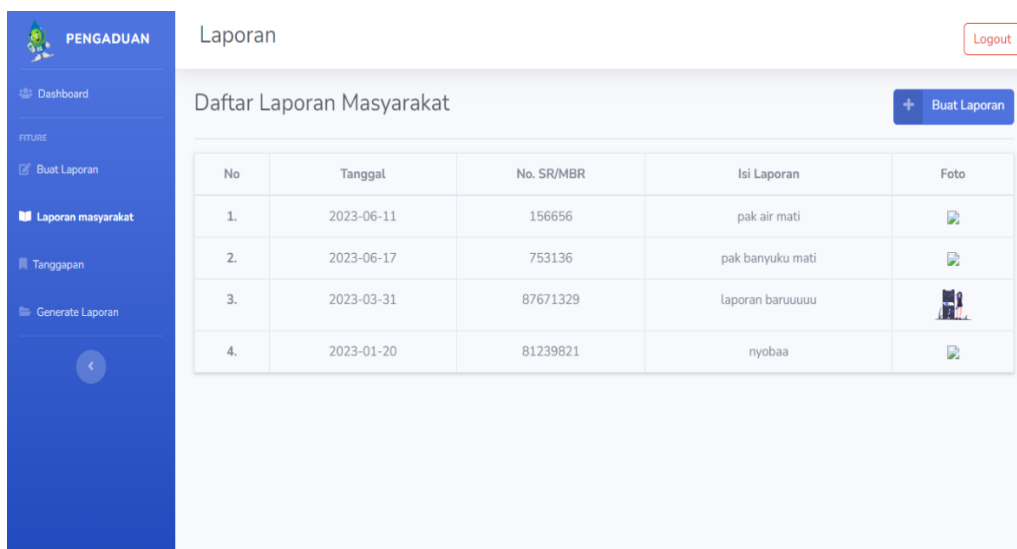 PENGADUAN
Laporan
Logout
Dashboard
Daftar Laporan Masyarakat
+ Buat Laporan
FITURE
Buat Laporan
Laporan masyarakat
Tanggapan
Generate Laporan
No Tanggal No. SR/MBR Isi Laporan Foto
1. 2023-06-11 156656 pak air mati
2. 2023-06-17 753136 pak banyuku mati
3. 2023-03-31 87671329 laporan baruuuuu
4. 2023-01-20 81239821 nyobaa